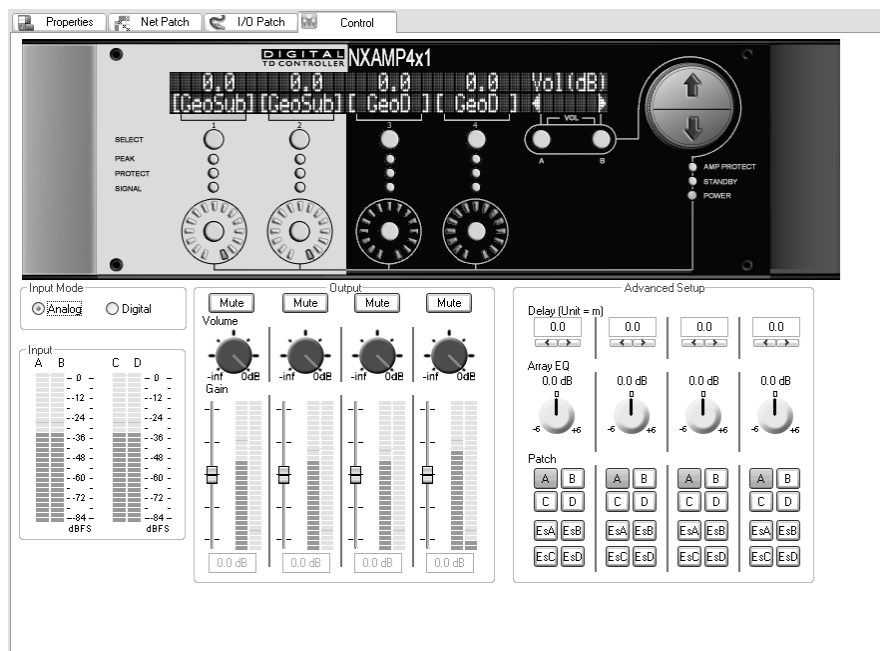 Properties Net Patch I/O Patch Control
DIGITAL
TD CONTROLLER
NXAMP4x1
0.0 0.0 0.0 0.0 Vol(dB)
[GeoSub] [GeoSub] [ GeoD ] [ GeoD ]
1 2 3 4 VOL
SELECT
A B
PEAK
PROTECT
SIGNAL
AMP PROTECT
STANDBY
POWER
Input Mode
Analog Digital
Input
A B C D
0 0
-12 -12
-24 -24
-36 -36
-48 -48
-60 -60
-72 -72
-84 -84
dBFS dBFS
Output
Mute Mute Mute Mute
Volume
-inf 0dB -inf 0dB -inf 0dB -inf 0dB
Gain
0.0 dB 0.0 dB 0.0 dB 0.0 dB
Advanced Setup
Delay (Unit = m)
0.0 0.0 0.0 0.0
Array EQ
0.0 dB 0.0 dB 0.0 dB 0.0 dB
0 0 0 0
-6 +6 -6 +6 -6 +6 -6 +6
Patch
A B A B A B A B
C D C D C D C D
EsA EsB EsA EsB EsA EsB EsA EsB
EsC EsD EsC EsD EsC EsD EsC EsD